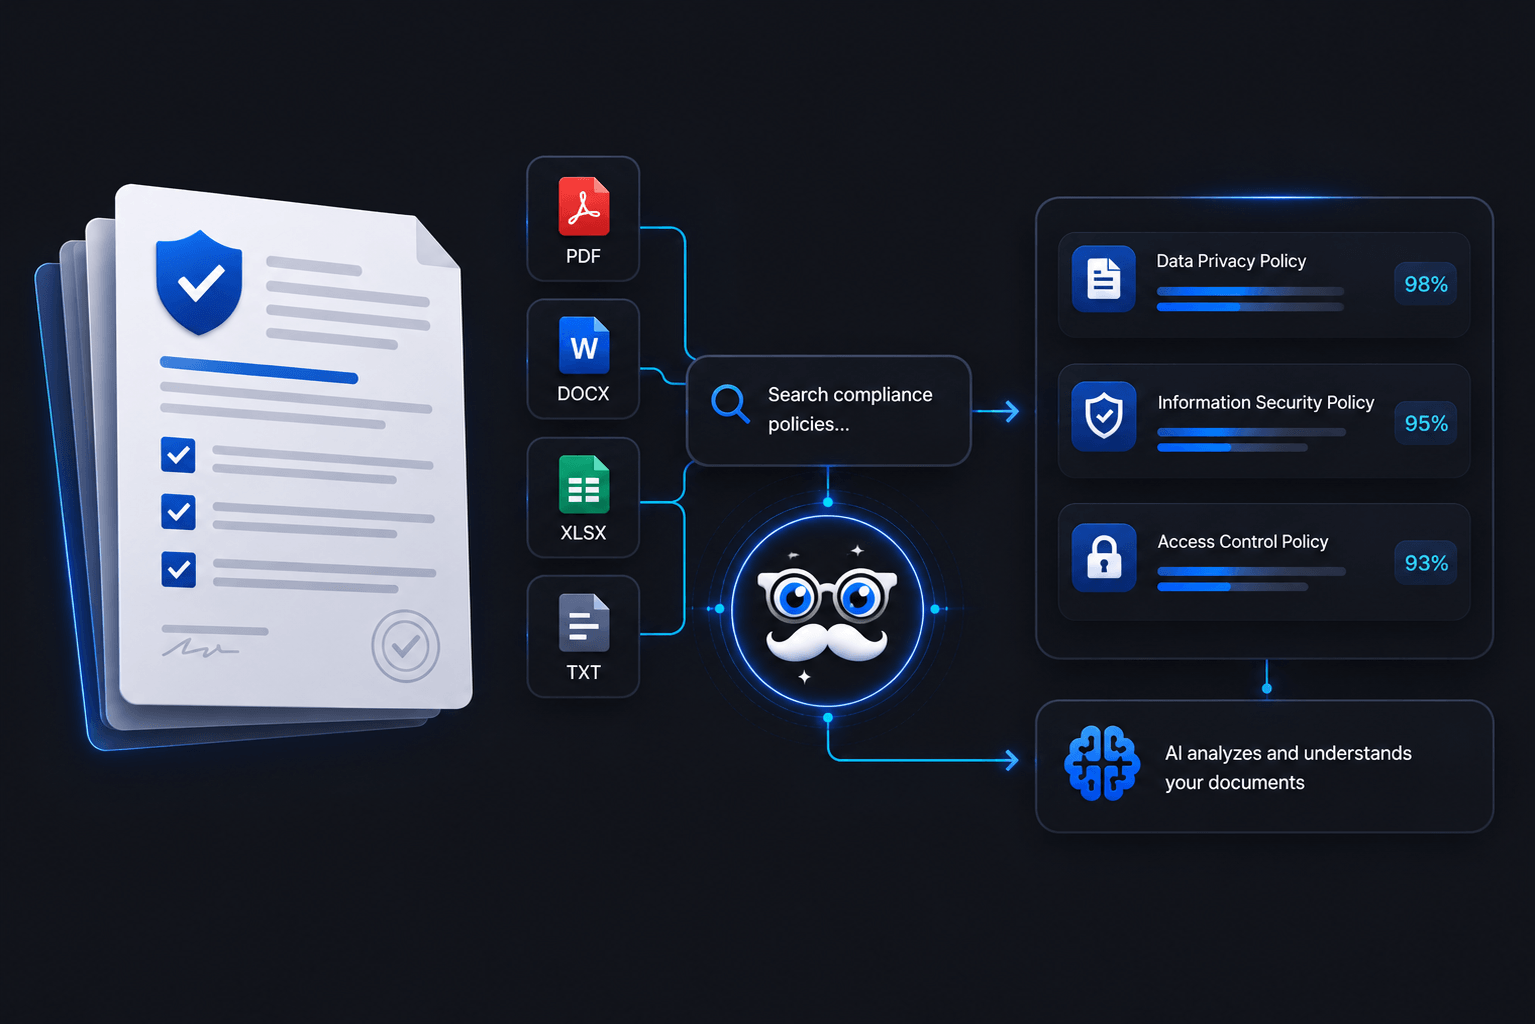 PDF
W
DOCX
XLSX
TXT
Search compliance
policies...
Data Privacy Policy
98%
Information Security Policy
95%
Access Control Policy
93%
AI analyzes and understands
your documents